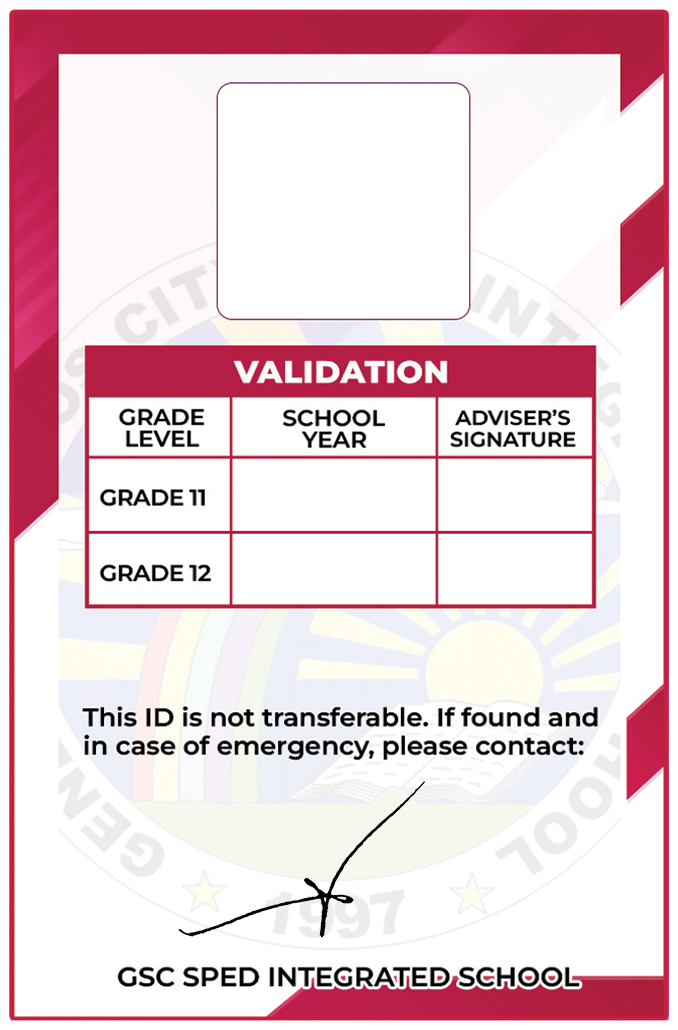 VALIDATION
GRADE LEVEL
SCHOOL YEAR
ADVISER'S SIGNATURE
GRADE 11
GRADE 12
This ID is not transferable. If found and
in case of emergency, please contact:
1997
GSC SPED INTEGRATED SCHOOL